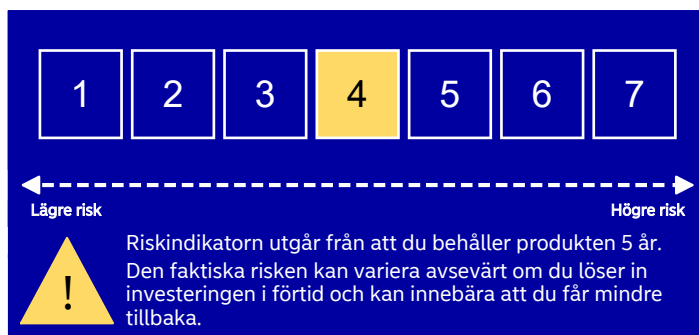 1 2 3 4 5 6 7
Lägre risk Högre risk
! Riskindikatorn utgår från att du behåller produkten 5 år.
Den faktiska risken kan variera avsevärt om du löser in
investeringen i förtid och kan innebära att du får mindre
tillbaka.